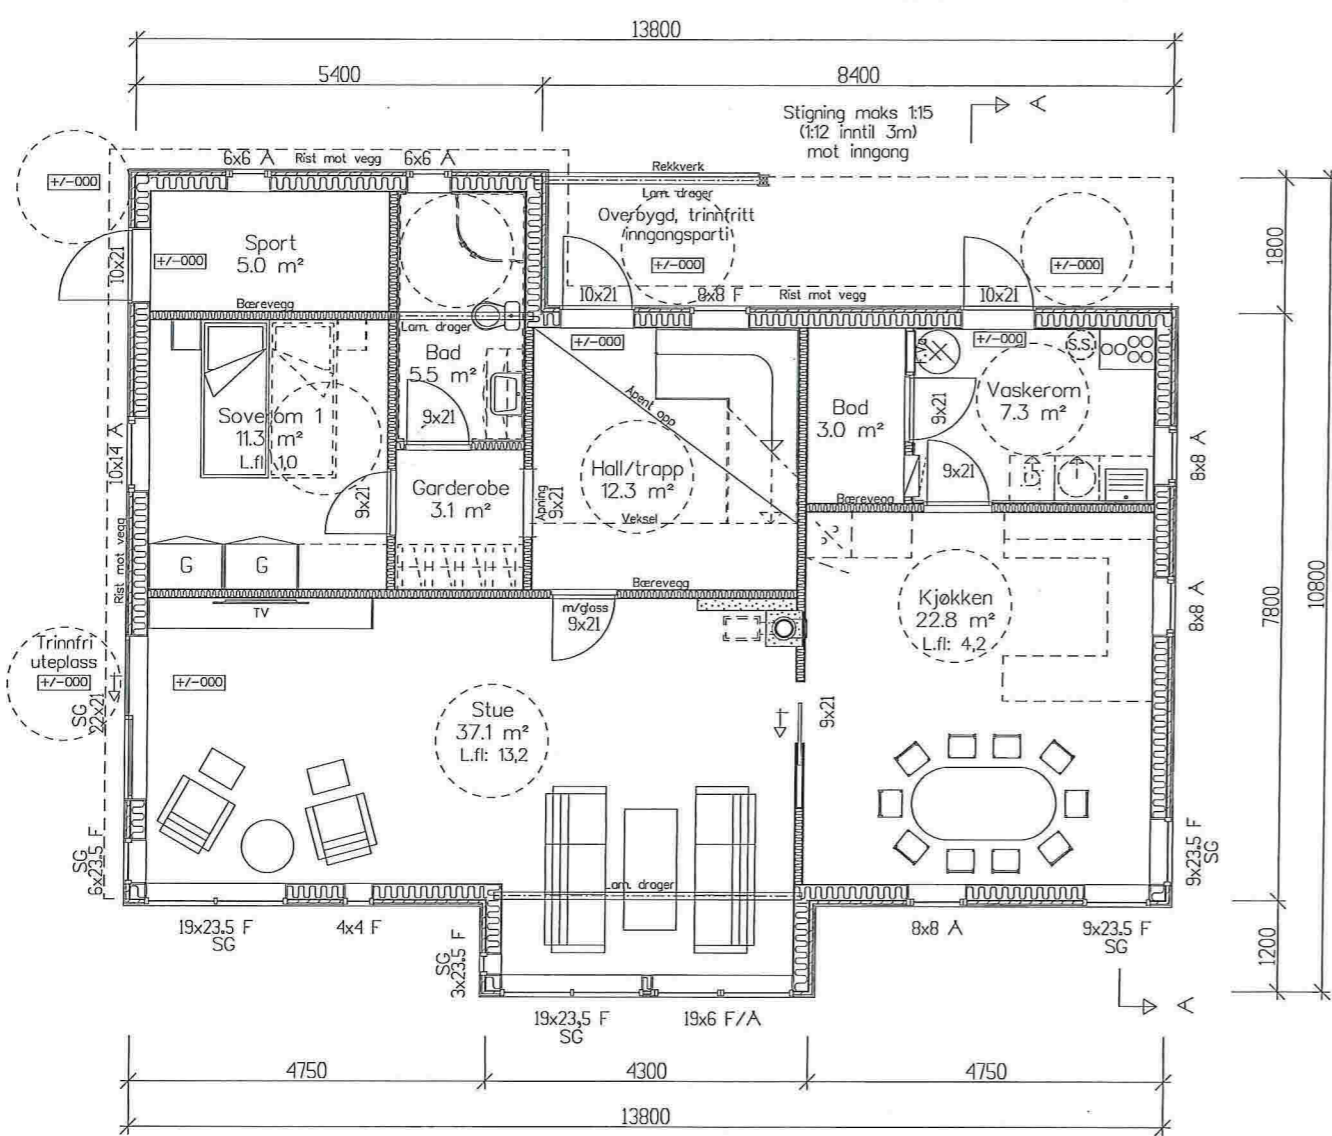 13800
5400
8400
Stigning maks 1:15
(1:12 inntil 3m)
mot inngang
A
6x6 A
Rist mot vegg
6x6 A
Rekkverk
Lam. drager
+/-000
Overbygd, trinnfritt
inngangsparti
+/-000
+/-000
Sport
5.0 m²
+/-000
10x21
1800
Bærevegg
10x21
8x8 F
Rist mot vegg
10x21
Lam. drager
Bad
5.5 m²
9x21
+/-000
Åpent opp
+/-000
S.S.
Vaskerom
7.3 m²
Bod
3.0 m²
9x21
9x21
Soverom 1
11.3 m²
L.fl: 1,0
10x14 A
8x8 A
Hall/trapp
12.3 m²
Garderobe
3.1 m²
9x21
Åpning
9x21
Veksel
Bærevegg
Rist mot vegg
G
G
Bærevegg
TV
m/glass
9x21
Kjøkken
22.8 m²
L.fl: 4,2
8x8 A
7800
10800
Trinnfri
uteplass
+/-000
+/-000
SG
22x21
Stue
37.1 m²
L.fl: 13,2
9x21
SG
6x23.5 F
9x23.5 F
SG
Lam. drager
19x23.5 F
SG
4x4 F
SG
3x23.5 F
8x8 A
9x23.5 F
SG
1200
19x23,5 F
SG
19x6 F/A
A
4750
4300
4750
13800